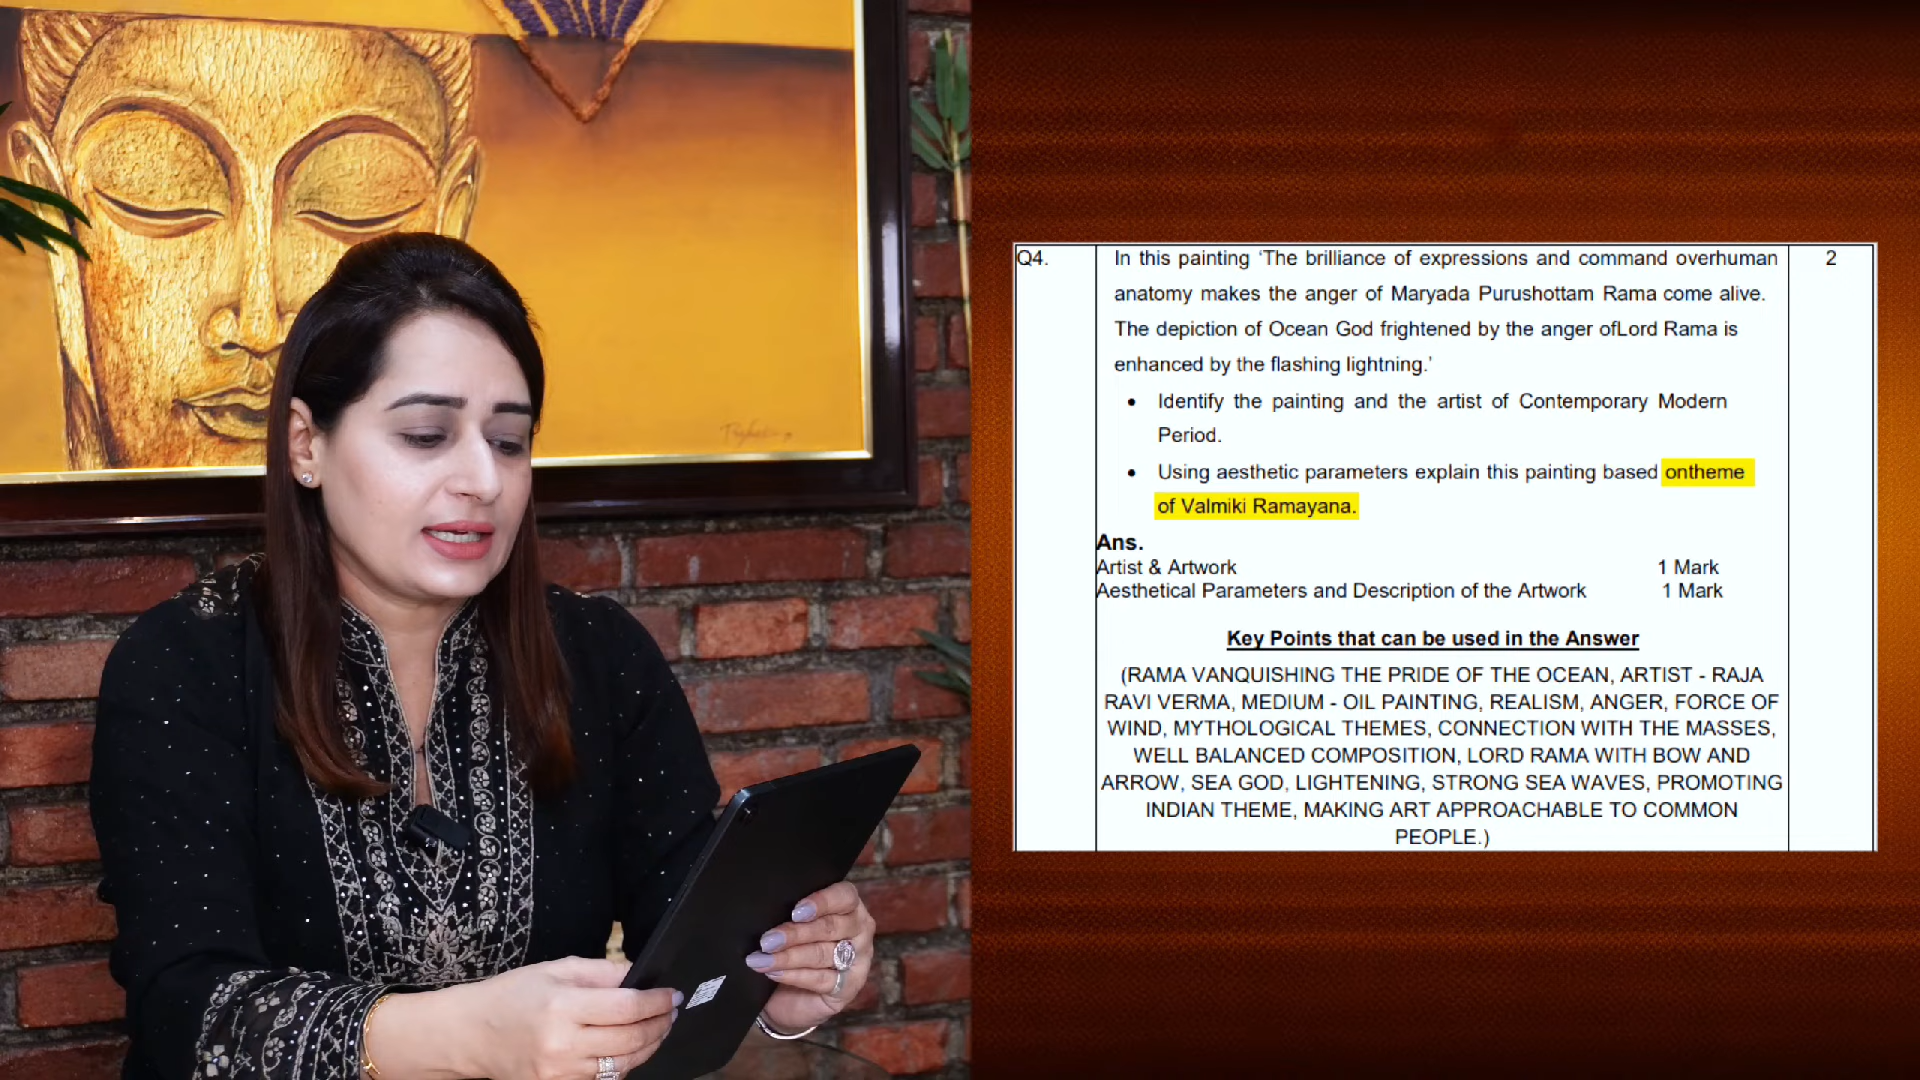 Q4.
In this painting ‘The brilliance of expressions and command overhuman
2
anatomy makes the anger of Maryada Purushottam Rama come alive.
The depiction of Ocean God frightened by the anger ofLord Rama is
enhanced by the flashing lightning.’
• Identify the painting and the artist of Contemporary Modern
Period.
• Using aesthetic parameters explain this painting based ontheme
of Valmiki Ramayana.
Ans.
Artist & Artwork 1 Mark
Aesthetical Parameters and Description of the Artwork 1 Mark
Key Points that can be used in the Answer
(RAMA VANQUISHING THE PRIDE OF THE OCEAN, ARTIST - RAJA
RAVI VERMA, MEDIUM - OIL PAINTING, REALISM, ANGER, FORCE OF
WIND, MYTHOLOGICAL THEMES, CONNECTION WITH THE MASSES,
WELL BALANCED COMPOSITION, LORD RAMA WITH BOW AND
ARROW, SEA GOD, LIGHTENING, STRONG SEA WAVES, PROMOTING
INDIAN THEME, MAKING ART APPROACHABLE TO COMMON
PEOPLE.)